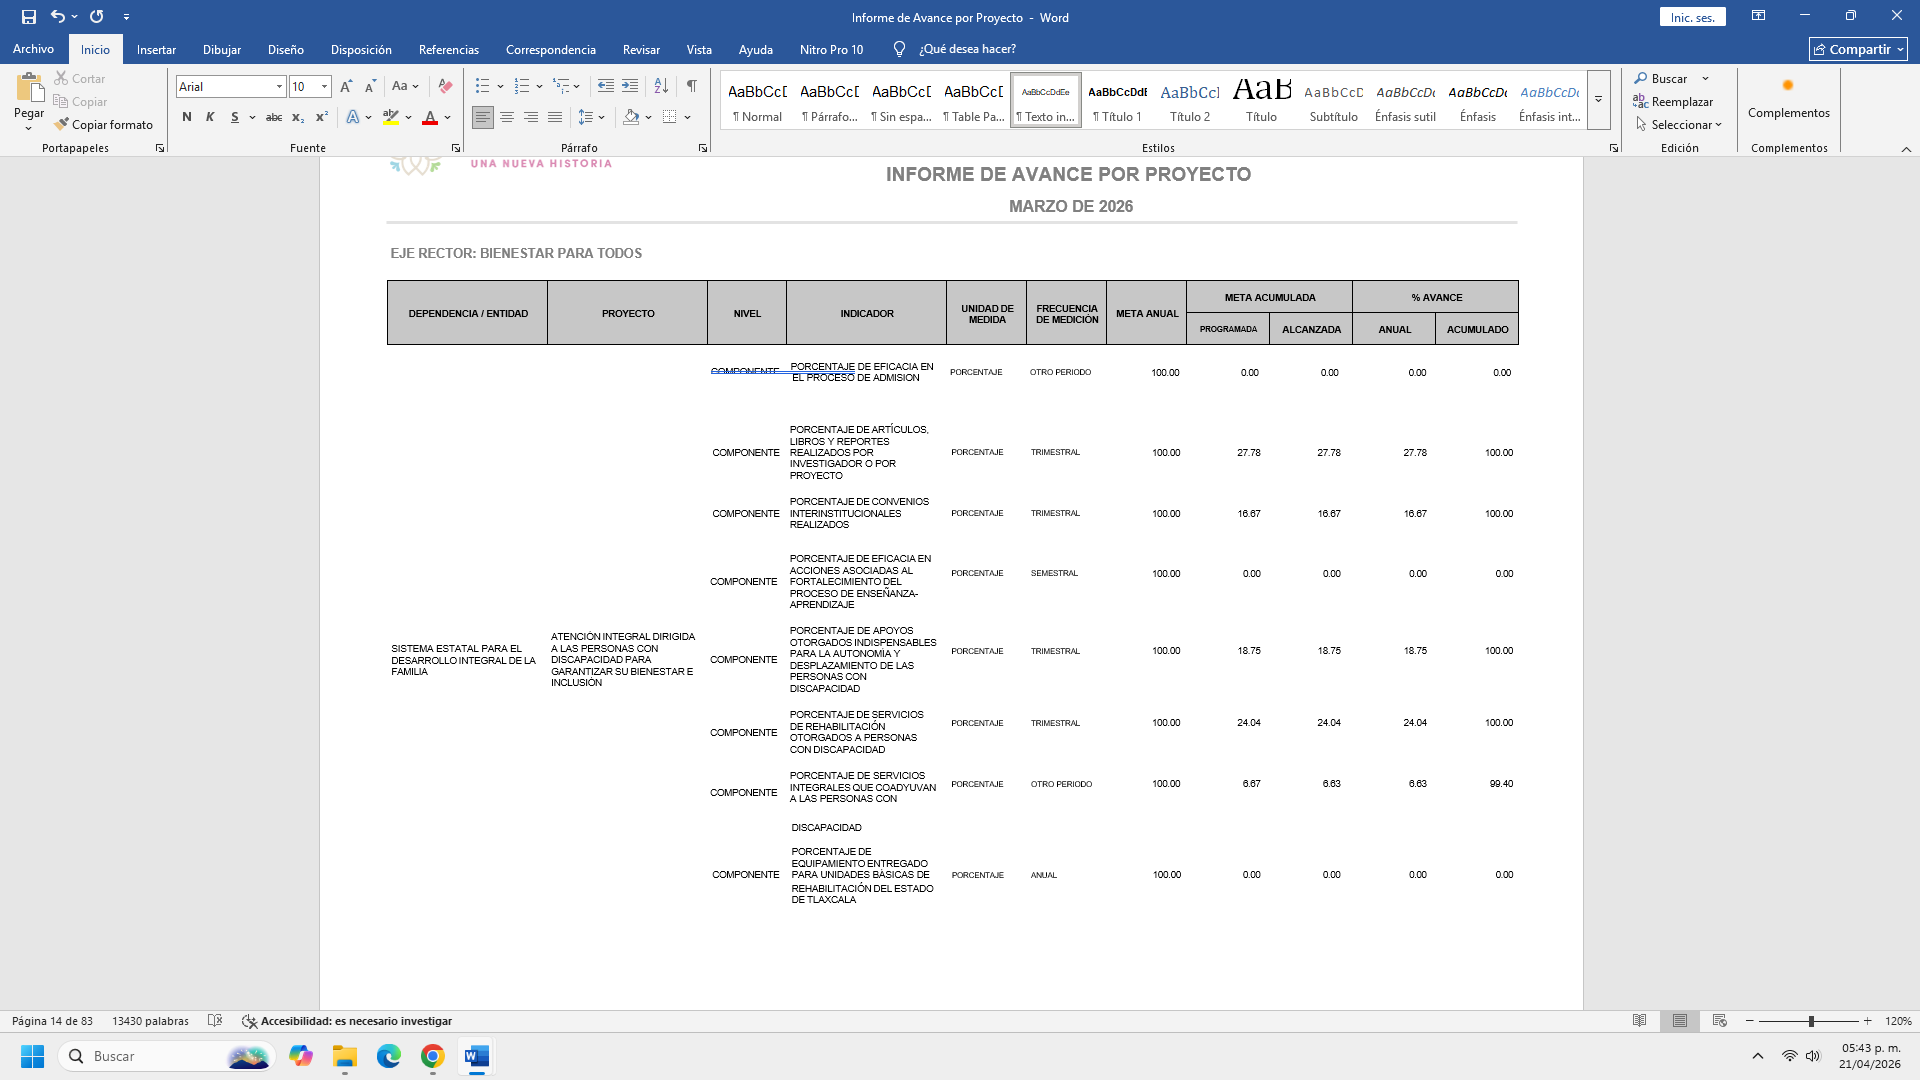 Informe de Avance por Proyecto - Word
Inic. ses.
Archivo
Inicio
Insertar
Dibujar
Diseño
Disposición
Referencias
Correspondencia
Revisar
Vista
Ayuda
Nitro Pro 10
¿Qué desea hacer?
Compartir
Pegar
Cortar
Copiar
Copiar formato
Portapapeles
Arial
10
Fuente
Párrafo
AaBbCcD ¶ Normal
AaBbCcD ¶ Párrafo...
AaBbCcD ¶ Sin espa...
AaBbCcD ¶ Table Pa...
AaBbCcDdEe ¶ Texto in...
AaBbCcDdE ¶ Título 1
AaBbCcI Título 2
AaB Título
AaBbCcD Subtítulo
AaBbCcDc Énfasis sutil
AaBbCcDc Énfasis
AaBbCcDc Énfasis int...
Estilos
Buscar
Reemplazar
Seleccionar
Edición
Complementos
Complementos
UNA NUEVA HISTORIA
INFORME DE AVANCE POR PROYECTO
MARZO DE 2026
EJE RECTOR: BIENESTAR PARA TODOS
DEPENDENCIA / ENTIDAD
PROYECTO
NIVEL
INDICADOR
UNIDAD DE
MEDIDA
FRECUENCIA
DE MEDICIÓN
META ANUAL
META ACUMULADA
PROGRAMADA
ALCANZADA
% AVANCE
ANUAL
ACUMULADO
SISTEMA ESTATAL PARA EL
DESARROLLO INTEGRAL DE LA
FAMILIA
ATENCIÓN INTEGRAL DIRIGIDA
A LAS PERSONAS CON
DISCAPACIDAD PARA
GARANTIZAR SU BIENESTAR E
INCLUSIÓN
COMPONENTE
PORCENTAJE DE EFICACIA EN
EL PROCESO DE ADMISION
PORCENTAJE OTRO PERIODO 100.00 0.00 0.00 0.00 0.00
COMPONENTE
PORCENTAJE DE ARTÍCULOS,
LIBROS Y REPORTES
REALIZADOS POR
INVESTIGADOR O POR
PROYECTO
PORCENTAJE TRIMESTRAL 100.00 27.78 27.78 27.78 100.00
COMPONENTE
PORCENTAJE DE CONVENIOS
INTERINSTITUCIONALES
REALIZADOS
PORCENTAJE TRIMESTRAL 100.00 16.67 16.67 16.67 100.00
COMPONENTE
PORCENTAJE DE EFICACIA EN
ACCIONES ASOCIADAS AL
FORTALECIMIENTO DEL
PROCESO DE ENSEÑANZA-
APRENDIZAJE
PORCENTAJE SEMESTRAL 100.00 0.00 0.00 0.00 0.00
COMPONENTE
PORCENTAJE DE APOYOS
OTORGADOS INDISPENSABLES
PARA LA AUTONOMÍA Y
DESPLAZAMIENTO DE LAS
PERSONAS CON
DISCAPACIDAD
PORCENTAJE TRIMESTRAL 100.00 18.75 18.75 18.75 100.00
COMPONENTE
PORCENTAJE DE SERVICIOS
DE REHABILITACIÓN
OTORGADOS A PERSONAS
CON DISCAPACIDAD
PORCENTAJE TRIMESTRAL 100.00 24.04 24.04 24.04 100.00
COMPONENTE
PORCENTAJE DE SERVICIOS
INTEGRALES QUE COADYUVAN
A LAS PERSONAS CON
DISCAPACIDAD
PORCENTAJE OTRO PERIODO 100.00 6.67 6.63 6.63 99.40
COMPONENTE
PORCENTAJE DE
EQUIPAMIENTO ENTREGADO
PARA UNIDADES BÁSICAS DE
REHABILITACIÓN DEL ESTADO
DE TLAXCALA
PORCENTAJE ANUAL 100.00 0.00 0.00 0.00 0.00
Página 14 de 83
13430 palabras
Accesibilidad: es necesario investigar
120%
Buscar
05:43 p. m.
21/04/2026